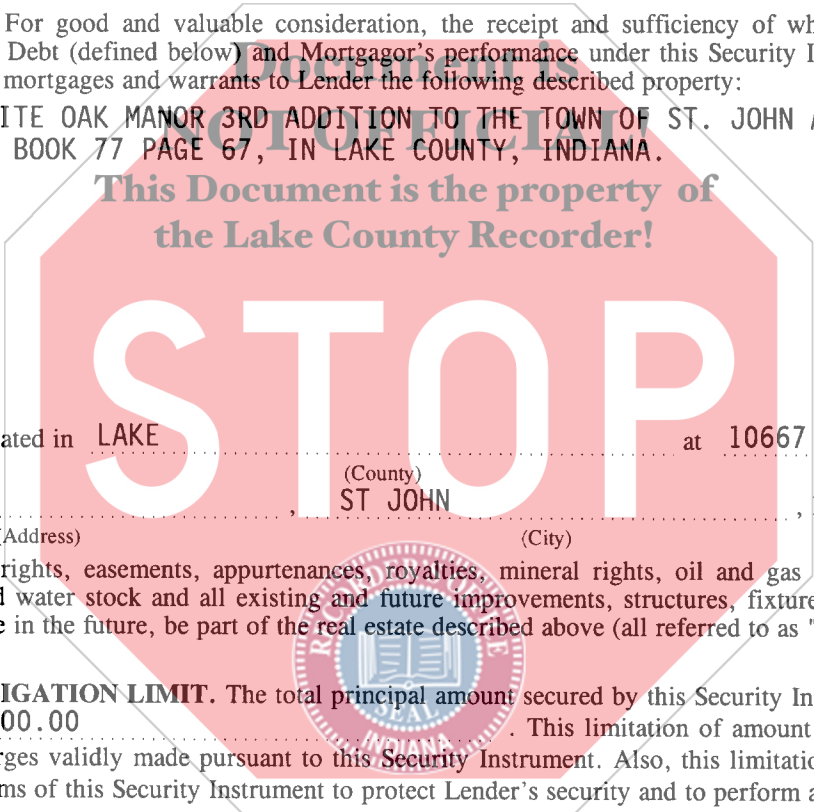 For good and valuable consideration, the receipt and sufficiency of wh
Debt (defined below) and Mortgagor's performance under this Security I
mortgages and warrants to Lender the following described property:
Document is
ITE OAK MANOR 3RD ADDITION TO THE TOWN OF ST. JOHN A
NOT OFFICIAL!
BOOK 77 PAGE 67, IN LAKE COUNTY, INDIANA.
This Document is the property of
the Lake County Recorder!
STOP
ated in LAKE at 10667
(County)
, ST JOHN ,
(Address) (City)
rights, easements, appurtenances, royalties, mineral rights, oil and gas
d water stock and all existing and future improvements, structures, fixture
e in the future, be part of the real estate described above (all referred to as "
RECORDER'S OFFICE
SEAL
INDIANA
IGATION LIMIT. The total principal amount secured by this Security In
00.00 . This limitation of amount
rges validly made pursuant to this Security Instrument. Also, this limitatio
ms of this Security Instrument to protect Lender's security and to perform a